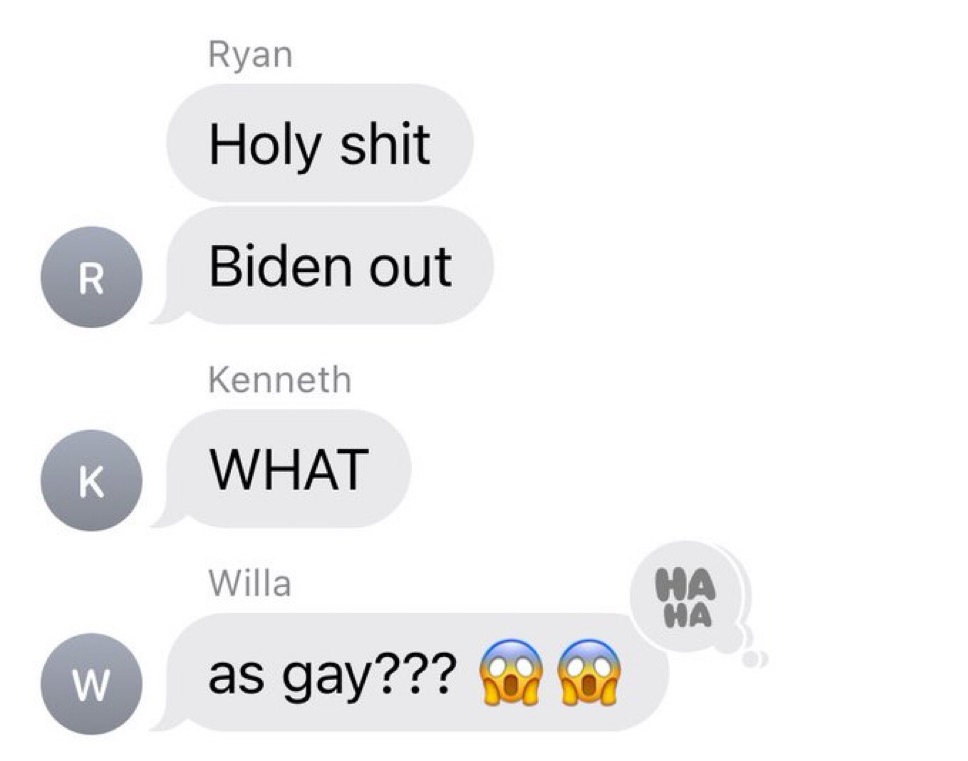 Ryan
Holy shit
Biden out
R
Kenneth
WHAT
K
Willa
HA
HA
as gay??? 😱😱
W